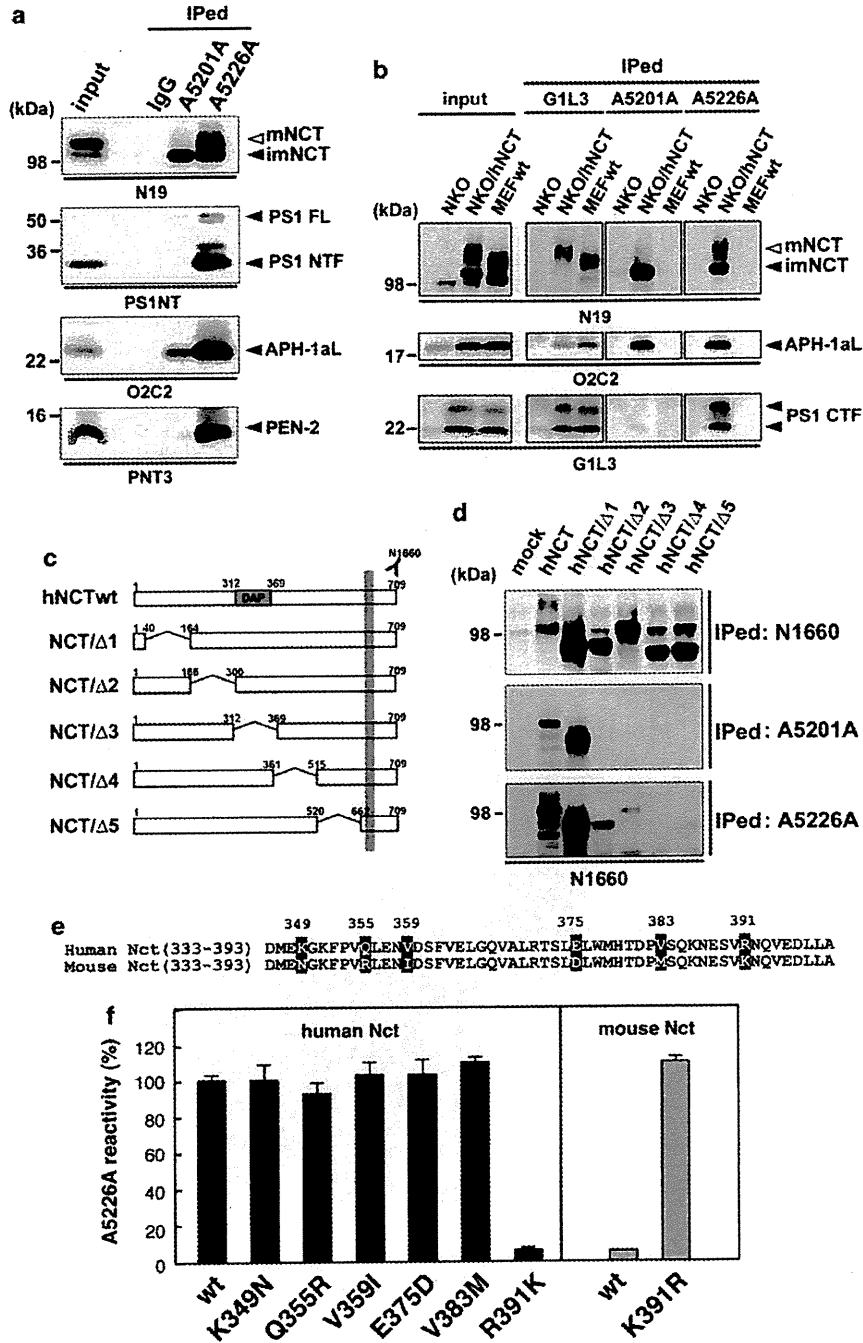 a
IPed
input
IgG
A5201A
A5226A
(kDa)
mNCT
imNCT
98
N19
50
PS1 FL
36
PS1 NTF
PS1NT
APH-1aL
22
O2C2
16
PEN-2
PNT3
b
IPed
input
G1L3
A5201A
A5226A
NKO
NKO/hNCT
MEFwt
NKO
NKO/hNCT
MEFwt
NKO
NKO/hNCT
MEFwt
NKO
NKO/hNCT
MEFwt
(kDa)
mNCT
imNCT
98
N19
APH-1aL
17
O2C2
PS1 CTF
22
G1L3
c
N1660
1 312 369 709
hNCTwt
DAP
1 40 164 709
NCT/Δ1
1 166 300 709
NCT/Δ2
1 312 369 709
NCT/Δ3
1 361 515 709
NCT/Δ4
1 520 662 709
NCT/Δ5
d
mock
hNCT
hNCT/Δ1
hNCT/Δ2
hNCT/Δ3
hNCT/Δ4
hNCT/Δ5
(kDa)
98
IPed: N1660
98
IPed: A5201A
98
IPed: A5226A
N1660
e
349 355 359 375 383 391
Human Nct(333-393) DMEKGKFPVQLENVDSFVELGQVALRTSLELWMHTDPVSQKNESVRNQVEDLLA
Mouse Nct(333-393) DMENGKFPVRLENIDSFVELGQVALRTSLDLWMHTDPMSQKNESVKNQVEDLLA
f
human Nct
mouse Nct
A5226A reactivity (%)
120
100
80
60
40
20
0
wt
K349N
Q355R
V359I
E375D
V383M
R391K
wt
K391R